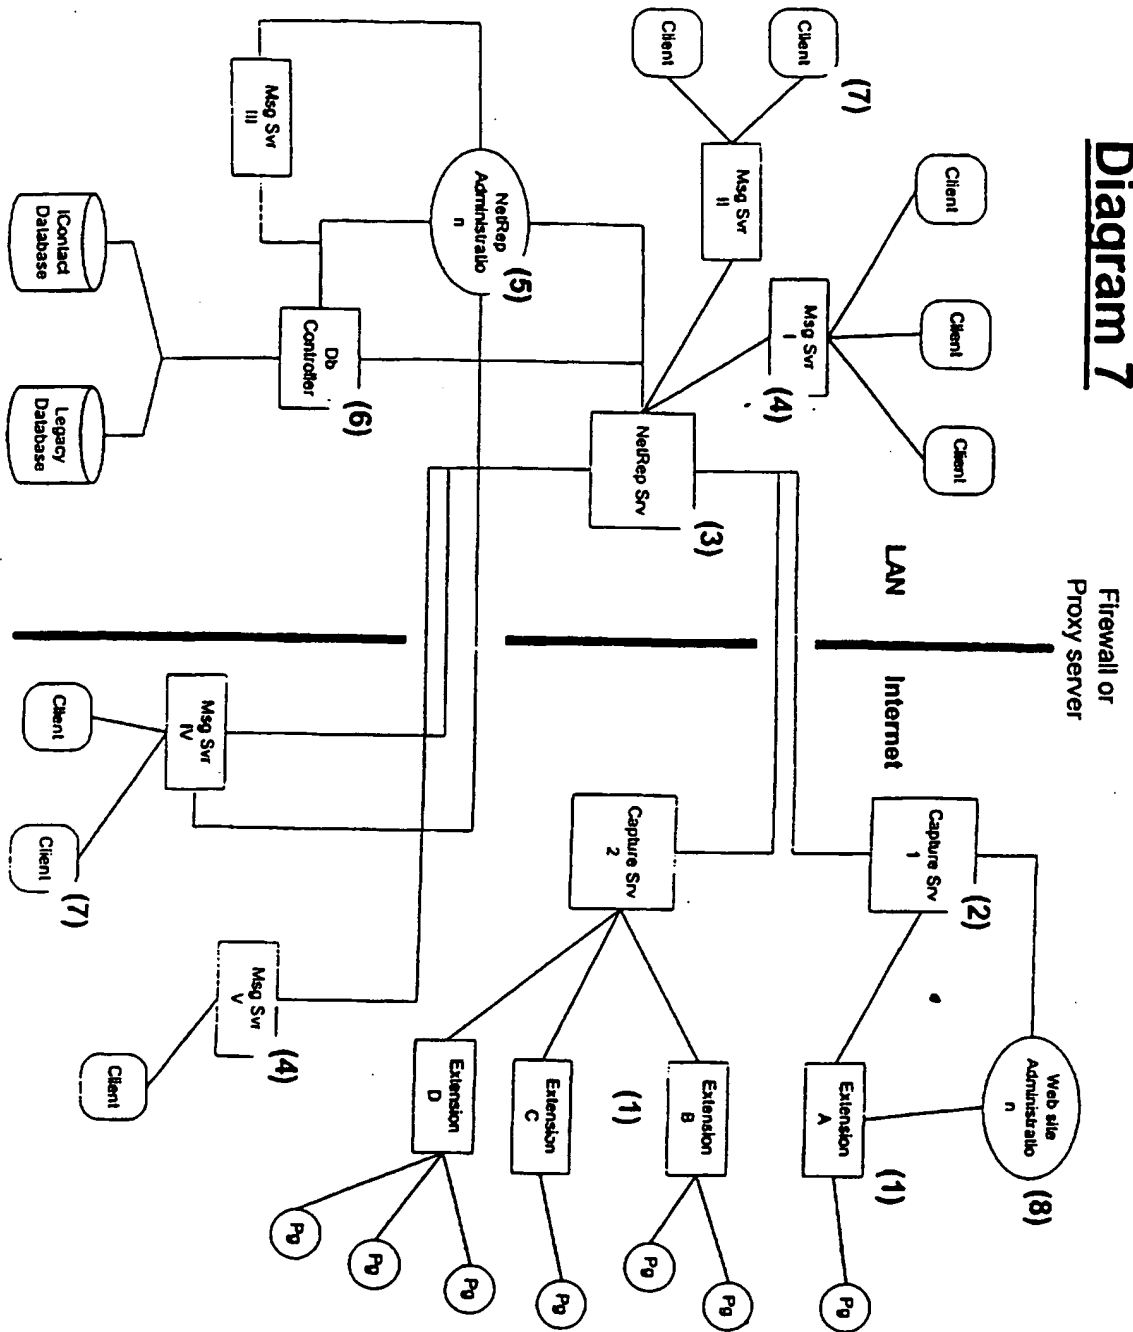 Diagram 7
Firewall or
Proxy server
LAN
Internet
Client
Client
Client
Client
Client
(7)
Msg Svr
I
(4)
Msg Svr
II
Msg Svr
III
NetRep
Administratio
n
(5)
NetRep Srv
(3)
Db
Controller
(6)
IContact
Database
Legacy
Database
Web site
Administratio
n
(8)
Capture Srv
1
(2)
Capture Srv
2
Extension
A
(1)
Extension
B
(1)
Extension
C
Extension
D
Pg
Pg
Pg
Pg
Pg
Pg
Pg
Msg Svr
IV
Client
Client
(7)
Msg Svr
V
(4)
Client